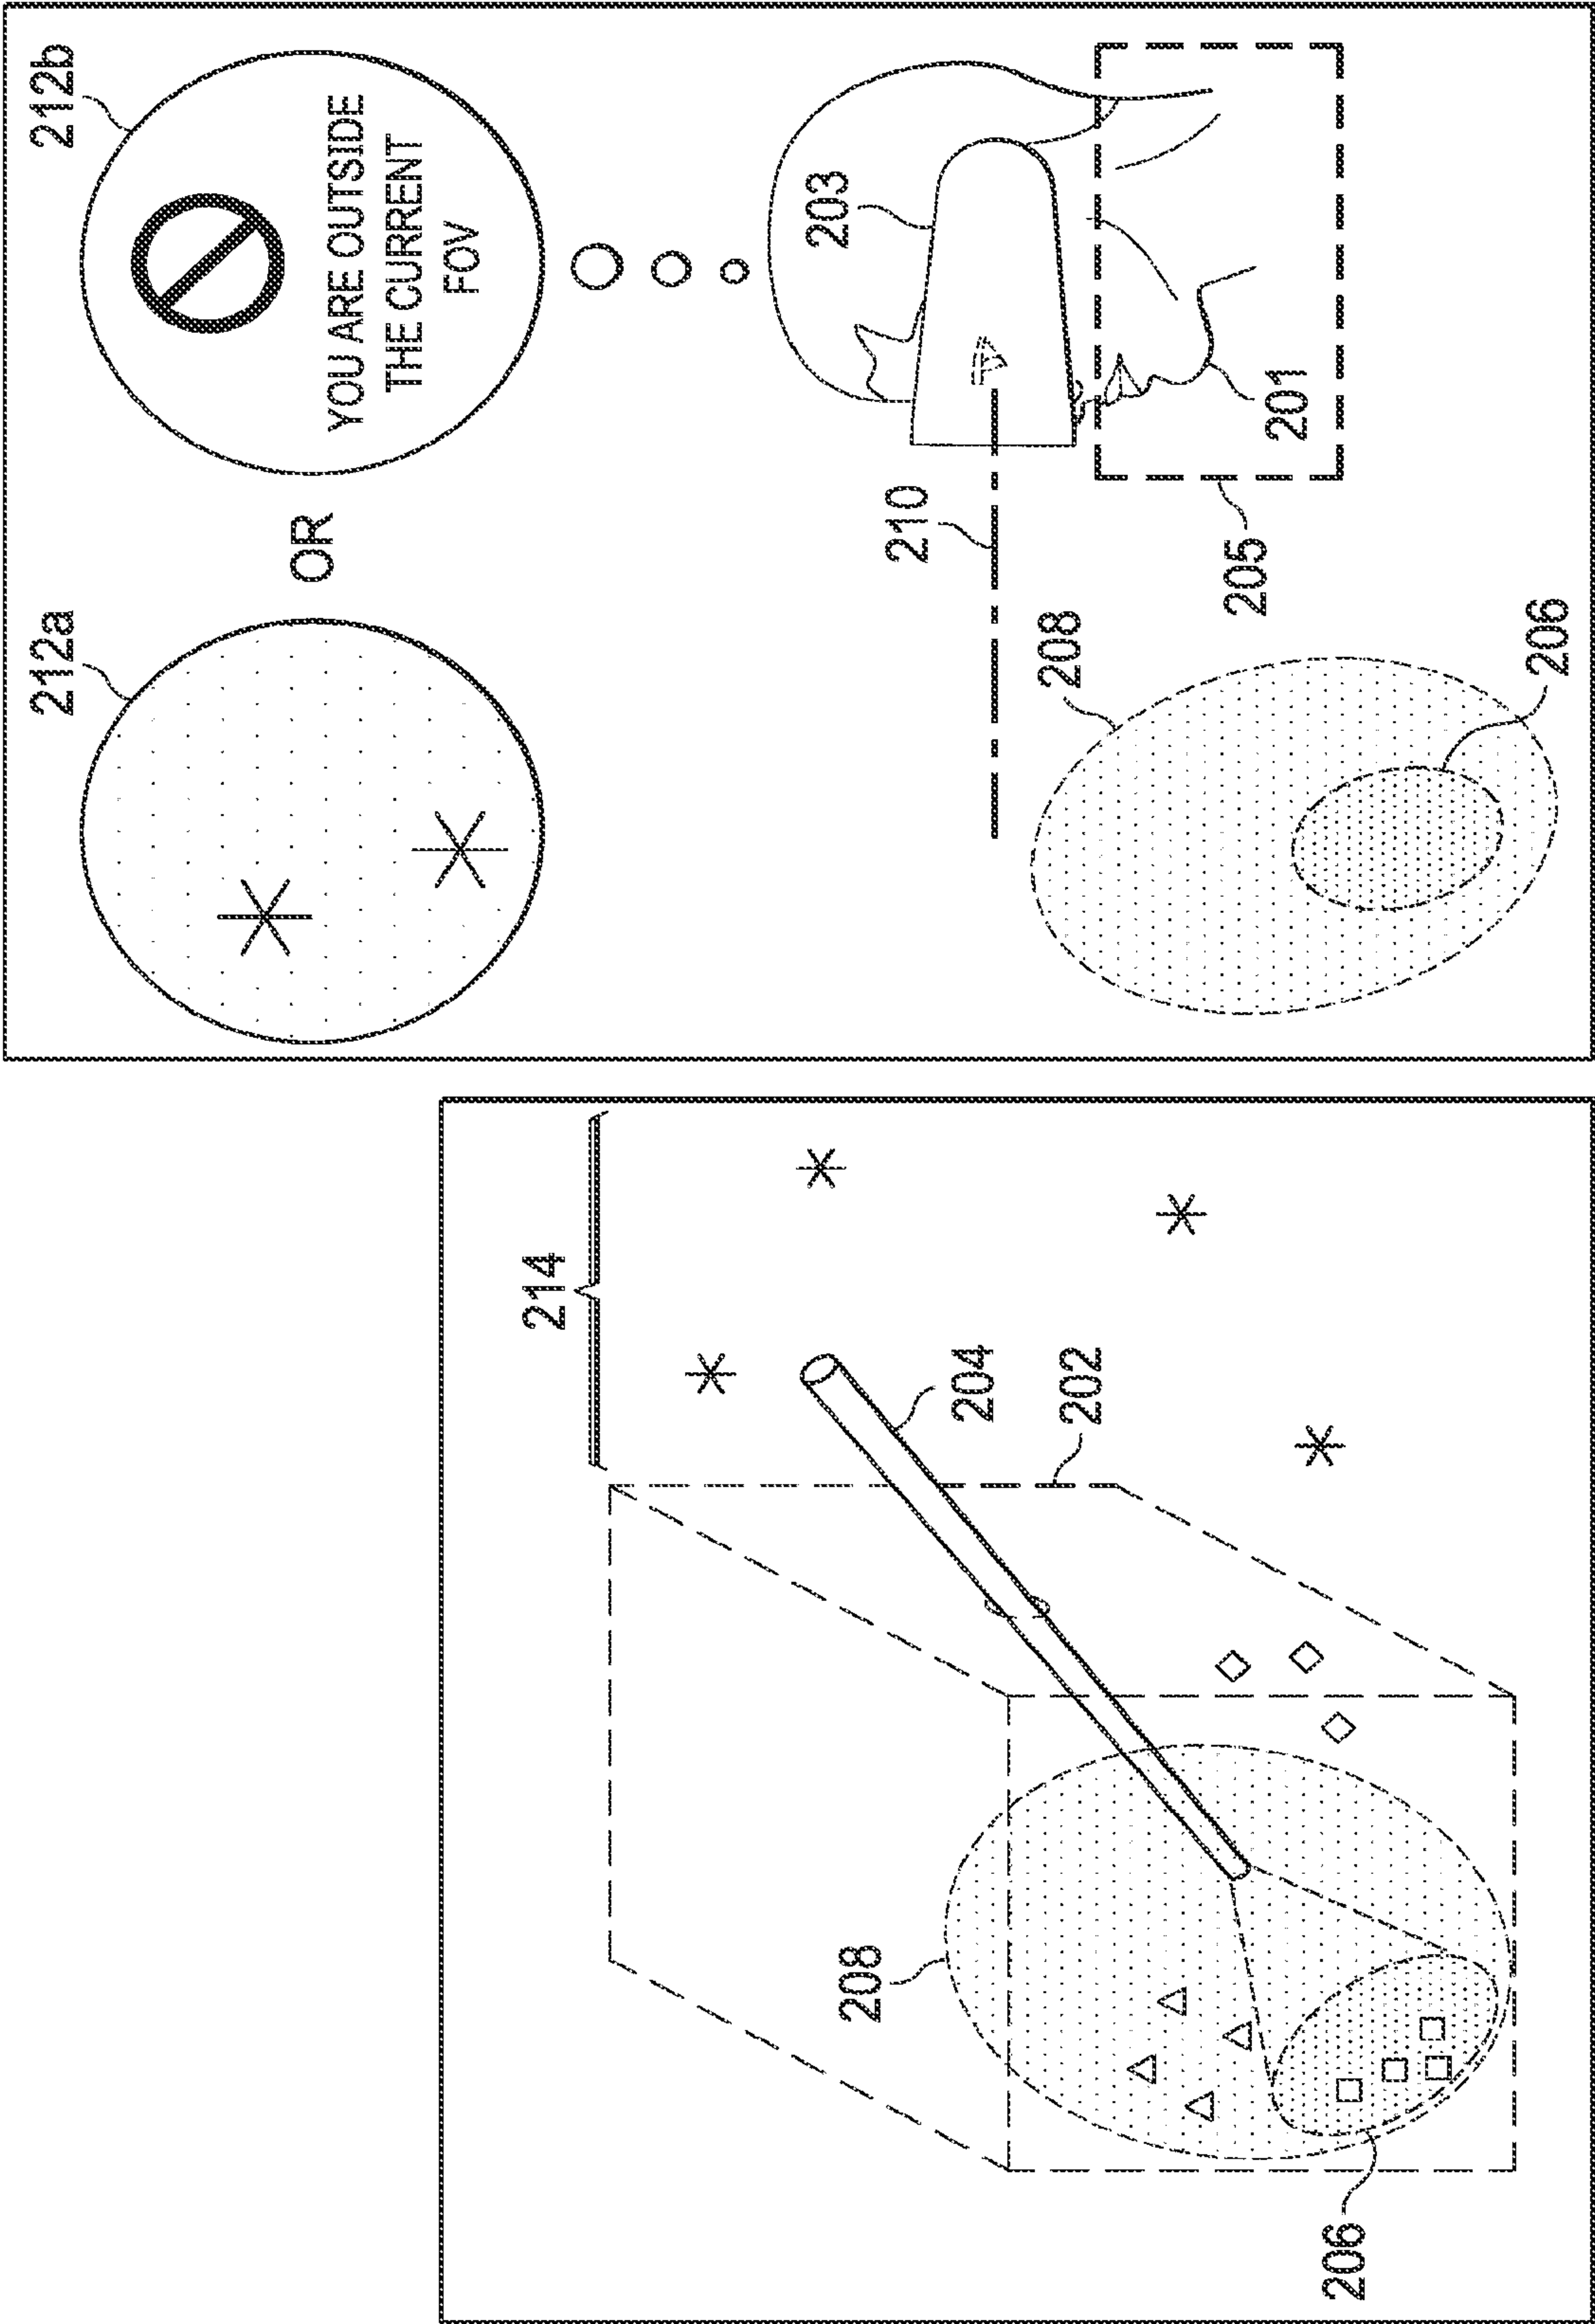 214
204
202
208
206
212a
OR
212b
YOU ARE OUTSIDE
THE CURRENT
FOV
203
210
208
201
205
206